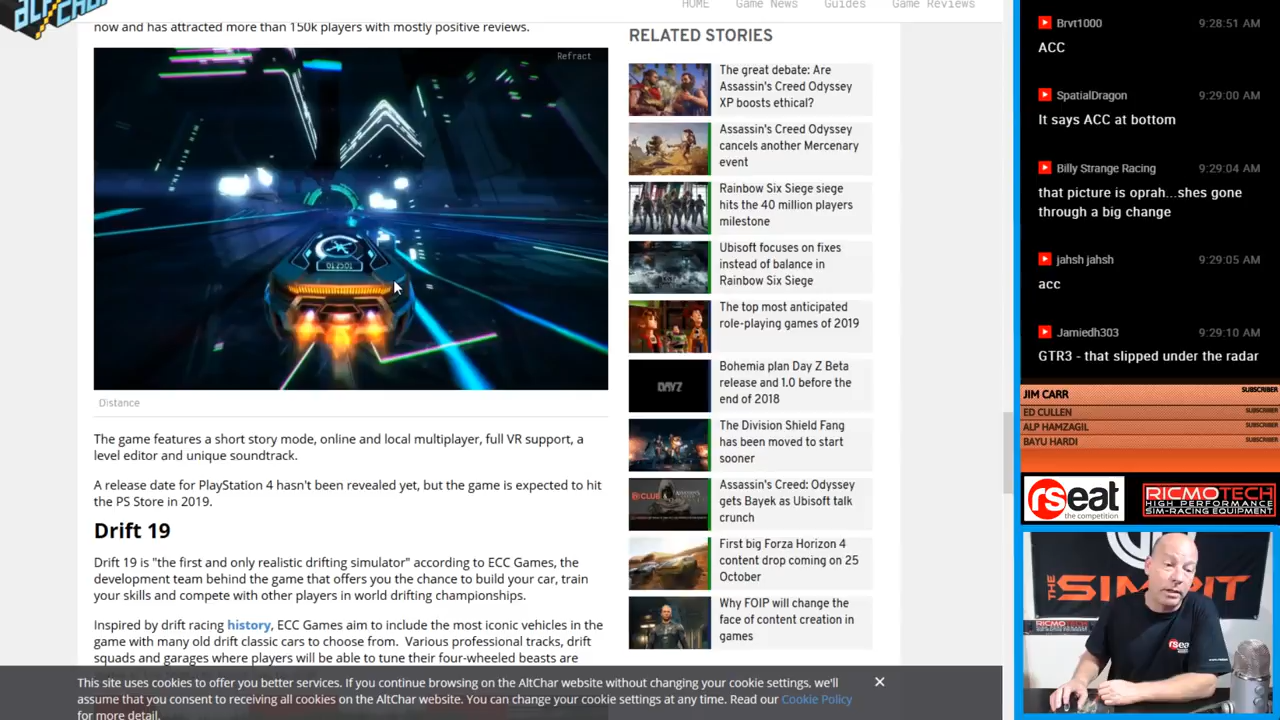 ALTCHAR
HOME Game News Guides Game Reviews
now and has attracted more than 150k players with mostly positive reviews.
Refract
Distance
The game features a short story mode, online and local multiplayer, full VR support, a
level editor and unique soundtrack.
A release date for PlayStation 4 hasn't been revealed yet, but the game is expected to hit
the PS Store in 2019.
Drift 19
Drift 19 is "the first and only realistic drifting simulator" according to ECC Games, the
development team behind the game that offers you the chance to build your car, train
your skills and compete with other players in world drifting championships.
Inspired by drift racing history, ECC Games aim to include the most iconic vehicles in the
game with many old drift classic cars to choose from. Various professional tracks, drift
squads and garages where players will be able to tune their four-wheeled beasts are
RELATED STORIES
The great debate: Are
Assassin's Creed Odyssey
XP boosts ethical?
Assassin's Creed Odyssey
cancels another Mercenary
event
Rainbow Six Siege siege
hits the 40 million players
milestone
Ubisoft focuses on fixes
instead of balance in
Rainbow Six Siege
The top most anticipated
role-playing games of 2019
DAYZ
Bohemia plan Day Z Beta
release and 1.0 before the
end of 2018
The Division Shield Fang
has been moved to start
sooner
Assassin's Creed: Odyssey
gets Bayek as Ubisoft talk
crunch
First big Forza Horizon 4
content drop coming on 25
October
Why FOIP will change the
face of content creation in
games
This site uses cookies to offer you better services. If you continue browsing on the AltChar website without changing your cookie settings, we'll
assume that you consent to receiving all cookies on the AltChar website. You can change your cookie settings at any time. Read our Cookie Policy
for more detail.
Brvt1000 9:28:51 AM
ACC
SpatialDragon 9:29:00 AM
It says ACC at bottom
Billy Strange Racing 9:29:04 AM
that picture is oprah...shes gone
through a big change
jahsh jahsh 9:29:05 AM
acc
Jamiedh303 9:29:10 AM
GTR3 - that slipped under the radar
JIM CARR SUBSCRIBER
ED CULLEN SUBSCRIBER
ALP HAMZAGIL SUBSCRIBER
BAYU HARDI SUBSCRIBER
rseat
the competition
RICMOTECH
HIGH PERFORMANCE
SIM-RACING EQUIPMENT
THE SIMPIT
RICMOTECH
rseat